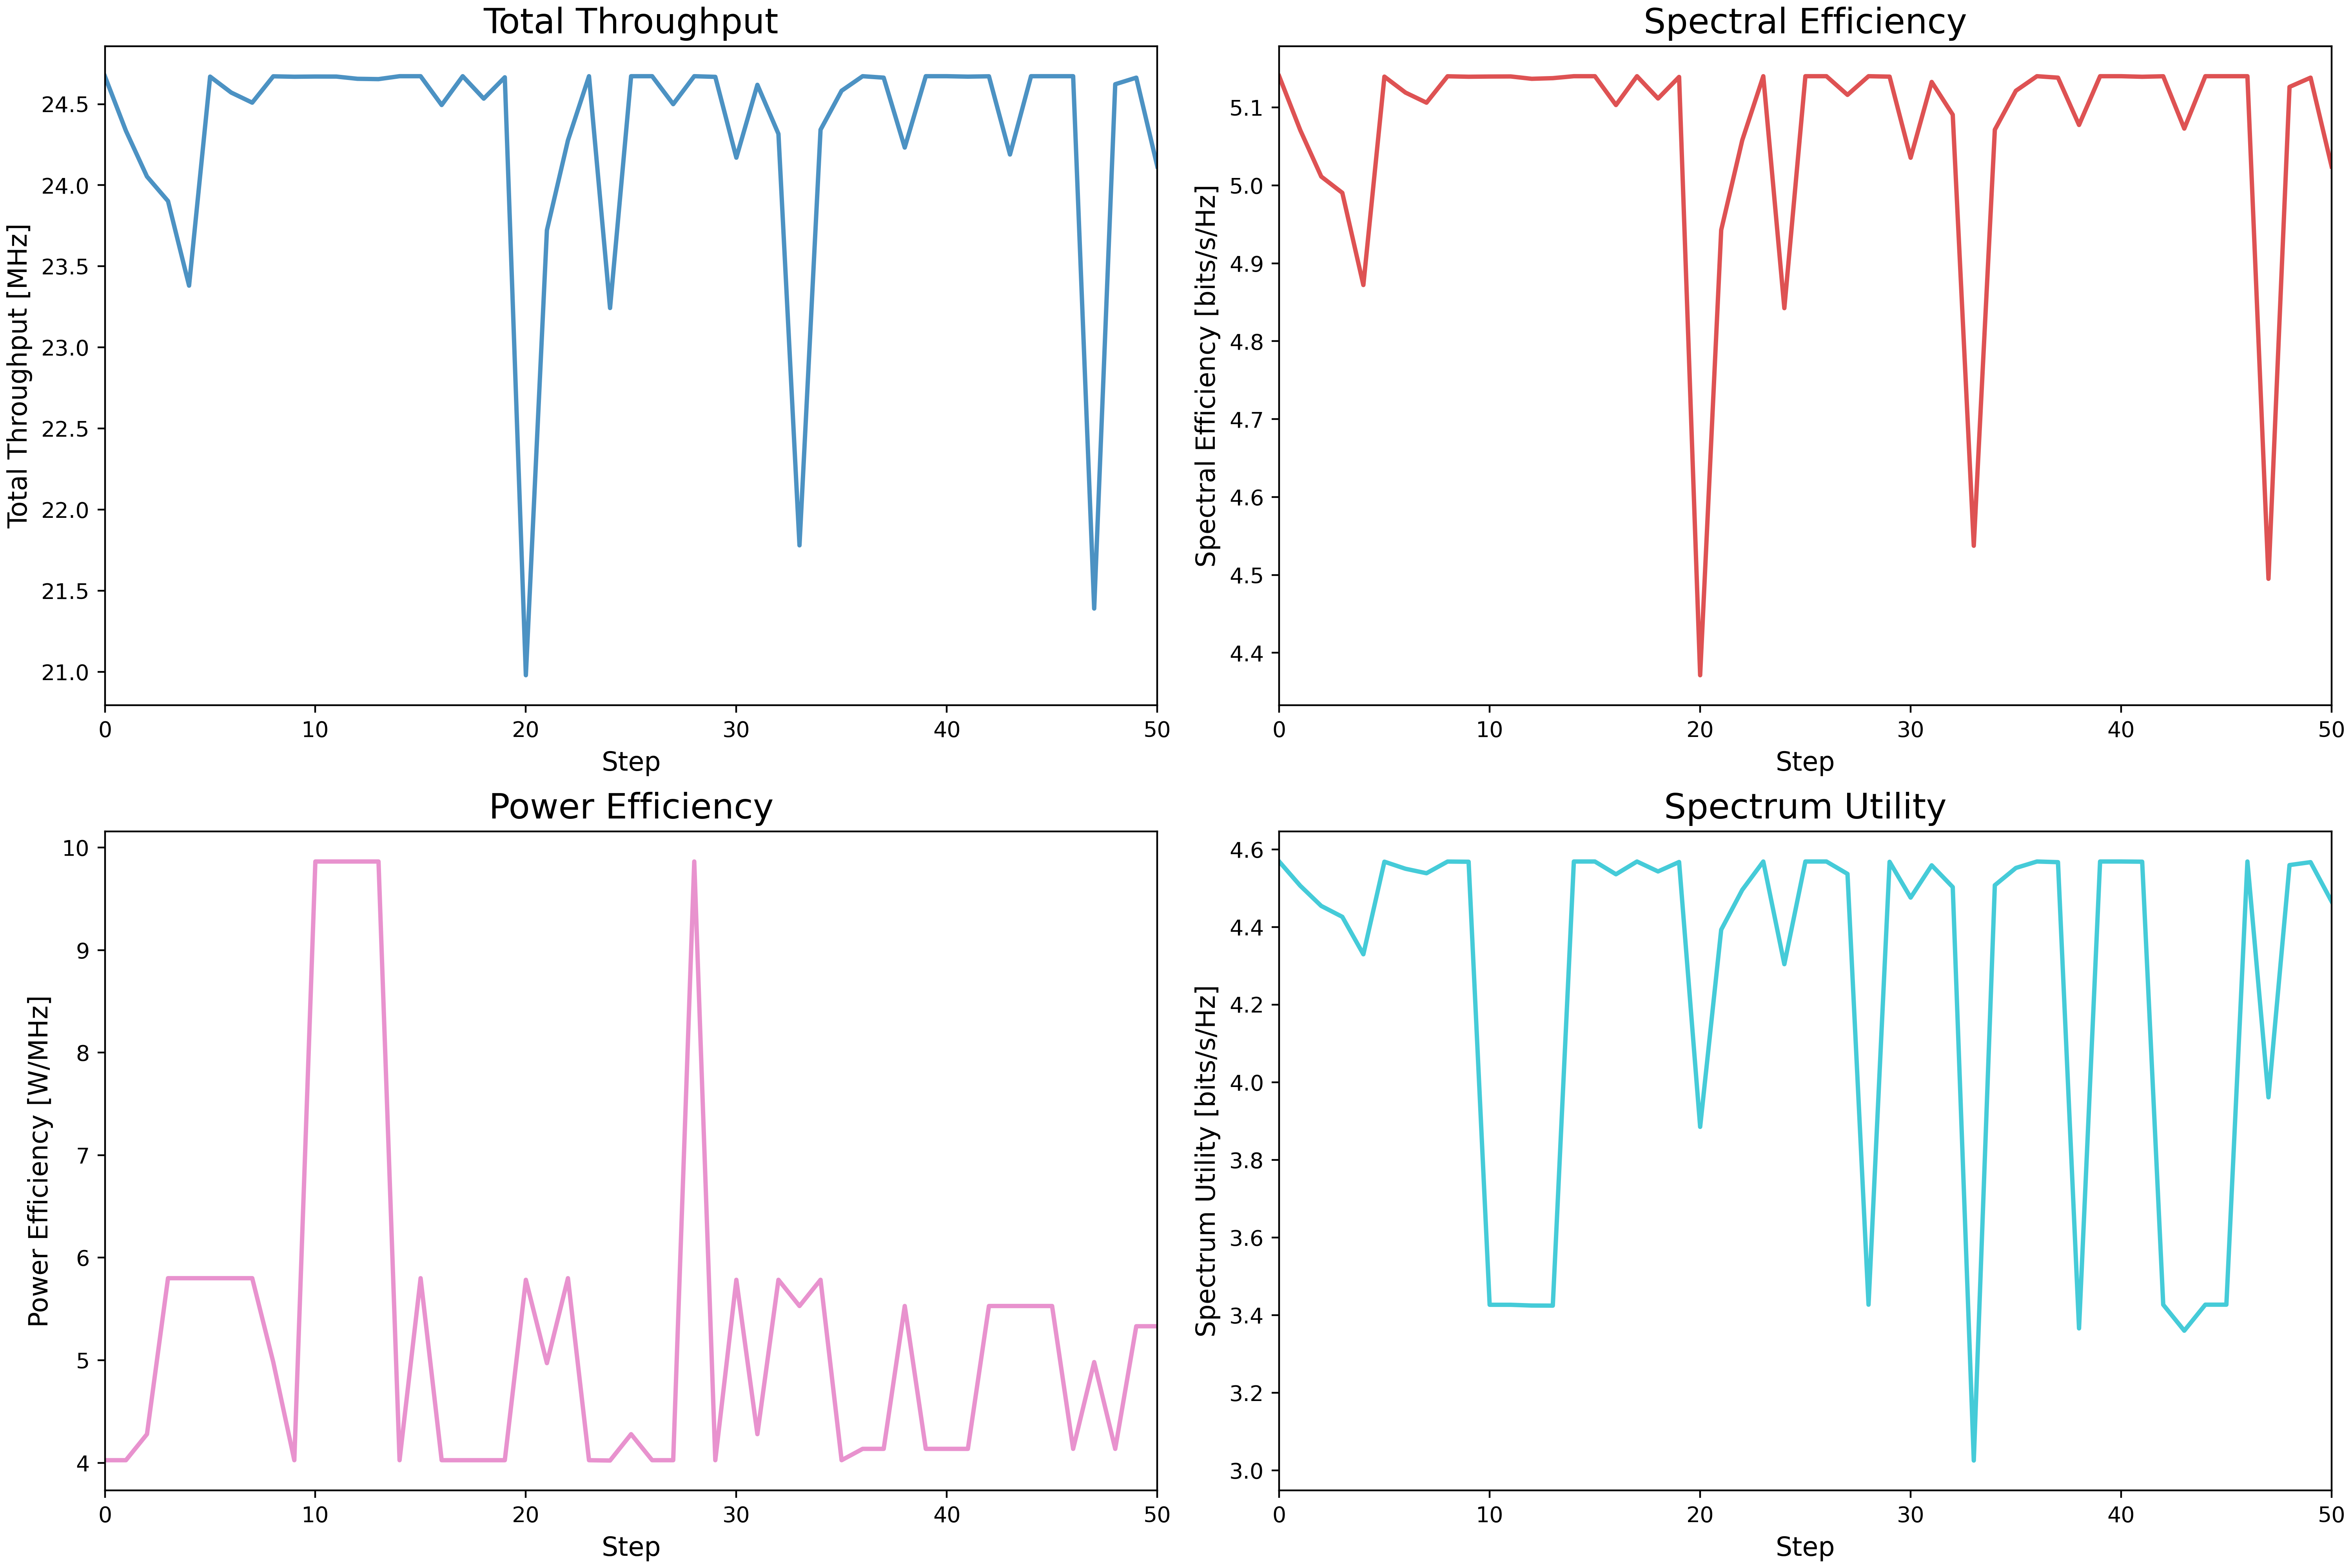 Total Throughput
Total Throughput [MHz]
24.5
24.0
23.5
23.0
22.5
22.0
21.5
21.0
0 10 20 30 40 50
Step
Spectral Efficiency
Spectral Efficiency [bits/s/Hz]
5.1
5.0
4.9
4.8
4.7
4.6
4.5
4.4
0 10 20 30 40 50
Step
Power Efficiency
Power Efficiency [W/MHz]
10
9
8
7
6
5
4
0 10 20 30 40 50
Step
Spectrum Utility
Spectrum Utility [bits/s/Hz]
4.6
4.4
4.2
4.0
3.8
3.6
3.4
3.2
3.0
0 10 20 30 40 50
Step